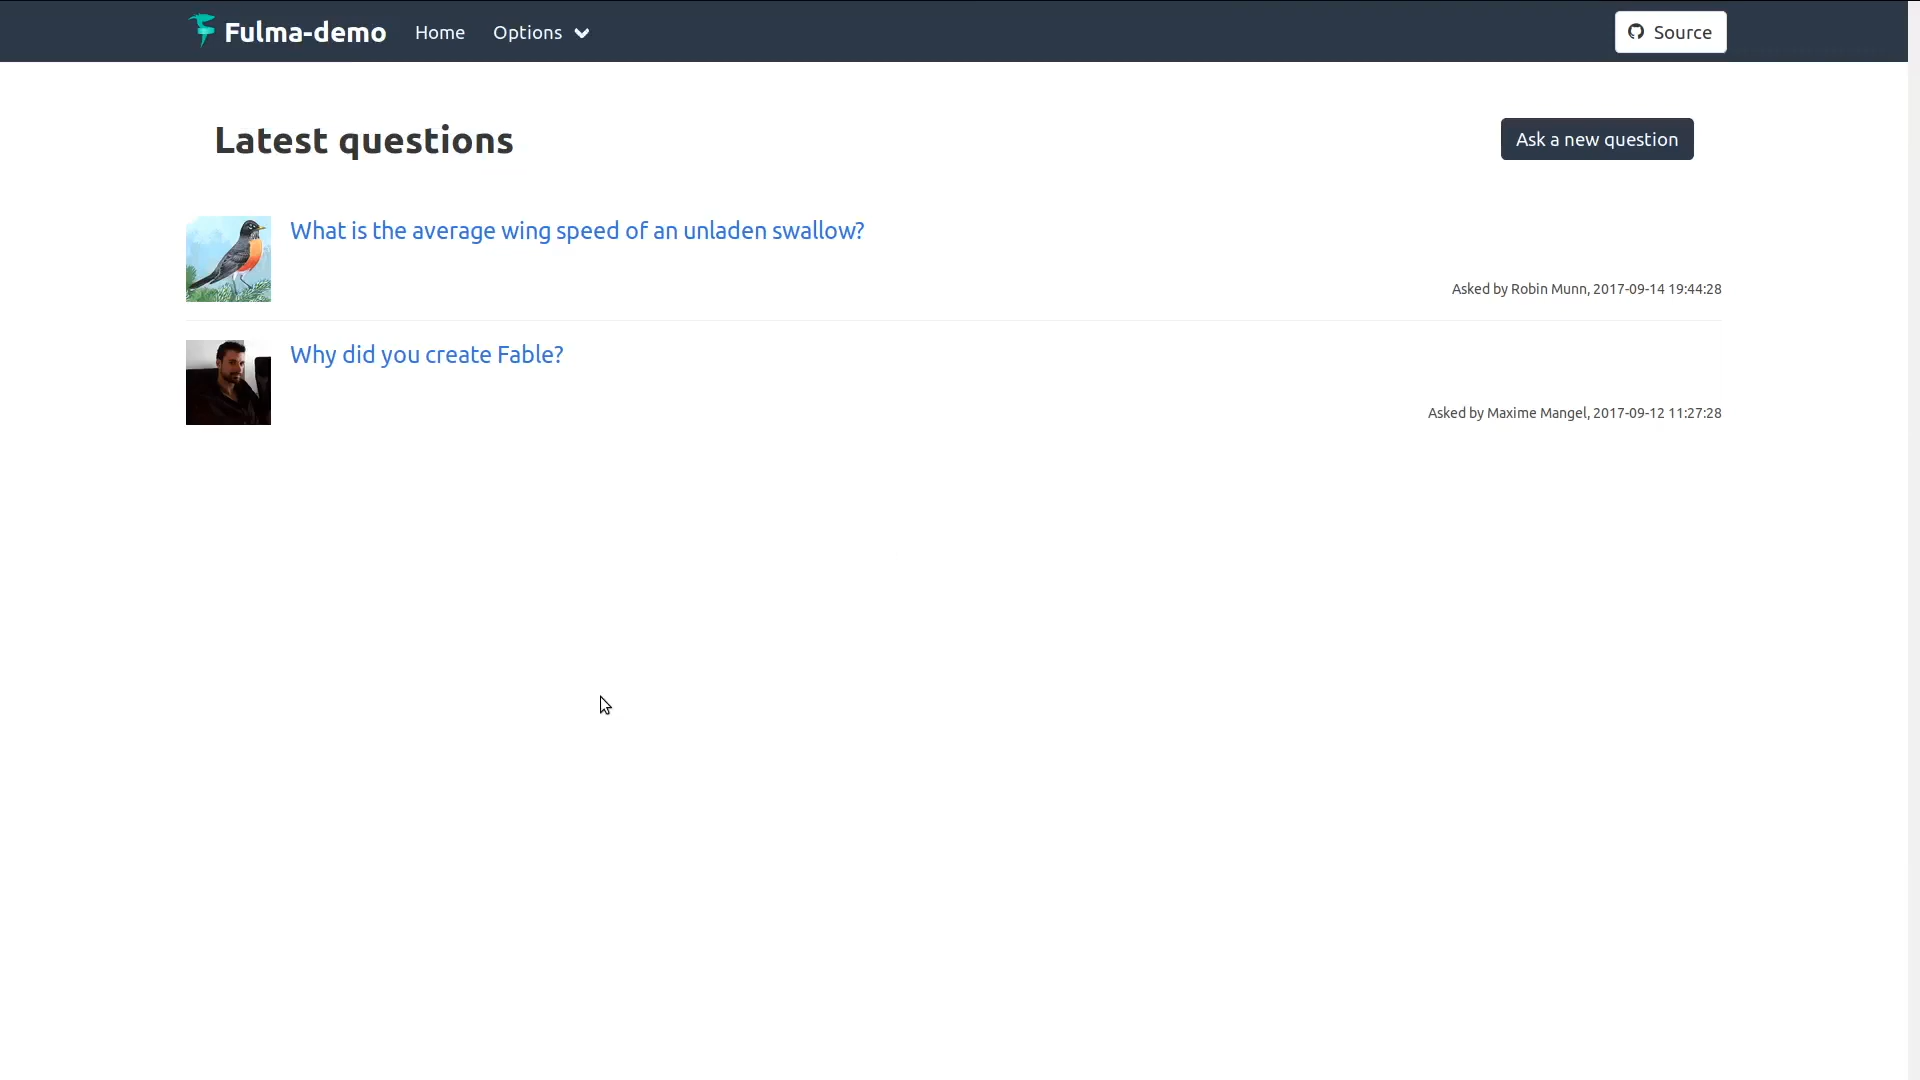 Fulma-demo Home Options Source
Latest questions
Ask a new question
What is the average wing speed of an unladen swallow?
Asked by Robin Munn, 2017-09-14 19:44:28
Why did you create Fable?
Asked by Maxime Mangel, 2017-09-12 11:27:28